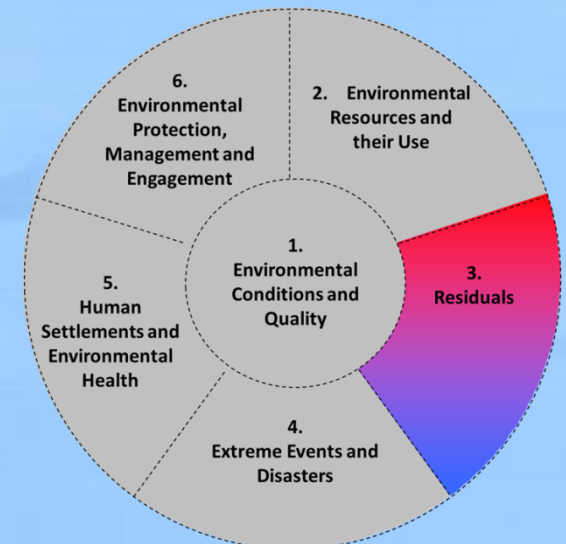 1.
Environmental
Conditions and
Quality
2. Environmental
Resources and
their Use
3.
Residuals
4.
Extreme Events and
Disasters
5.
Human
Settlements and
Environmental
Health
6.
Environmental
Protection,
Management and
Engagement